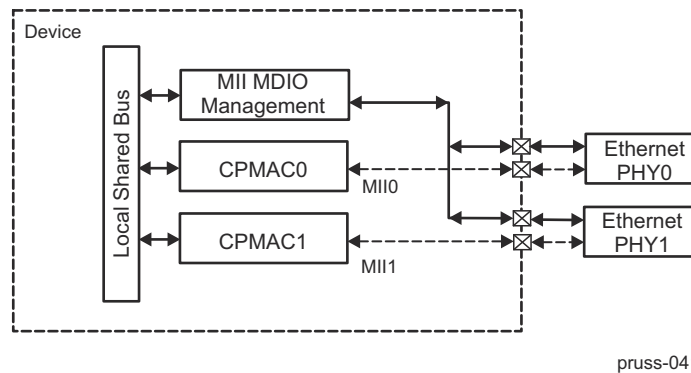 Device
Local Shared Bus
MII MDIO
Management
CPMAC0
MII0
CPMAC1
MII1
Ethernet
PHY0
Ethernet
PHY1
pruss-04